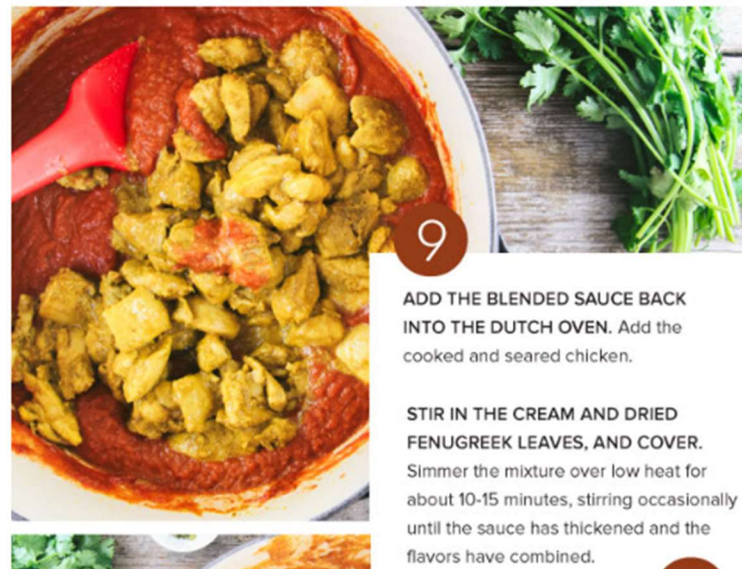 9
ADD THE BLENDED SAUCE BACK
INTO THE DUTCH OVEN. Add the
cooked and seared chicken.
STIR IN THE CREAM AND DRIED
FENUGREEK LEAVES, AND COVER.
Simmer the mixture over low heat for
about 10-15 minutes, stirring occasionally
until the sauce has thickened and the
flavors have combined.